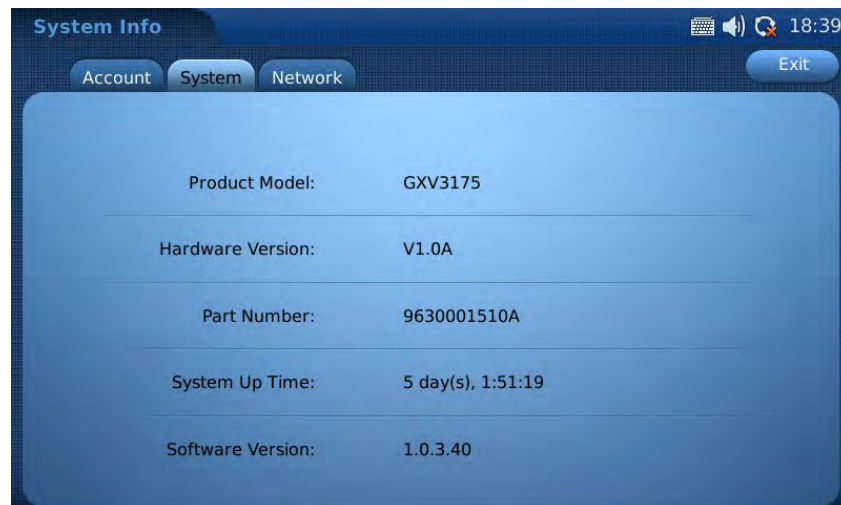 System Info 18:39
Account System Network Exit
Product Model: GXV3175
Hardware Version: V1.0A
Part Number: 9630001510A
System Up Time: 5 day(s), 1:51:19
Software Version: 1.0.3.40